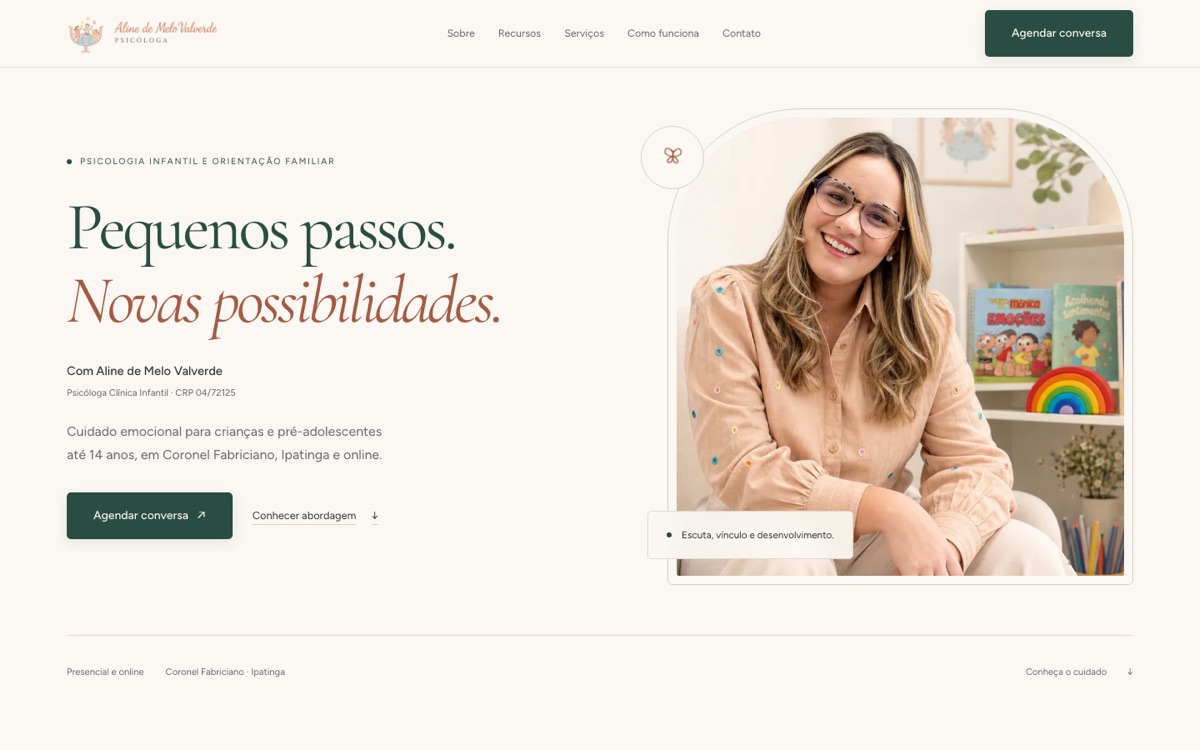 Aline de Melo Valverde
PSICÓLOGA
Sobre
Recursos
Serviços
Como funciona
Contato
Agendar conversa
PSICOLOGIA INFANTIL E ORIENTAÇÃO FAMILIAR
Pequenos passos.
Novas possibilidades.
Com Aline de Melo Valverde
Psicóloga Clínica Infantil · CRP 04/72125
Cuidado emocional para crianças e pré-adolescentes
até 14 anos, em Coronel Fabriciano, Ipatinga e online.
Agendar conversa ↗
Conhecer abordagem ↓
mônica
EMOÇÕES
Acolhendo
Sentimentos
Escuta, vínculo e desenvolvimento.
Presencial e online
Coronel Fabriciano · Ipatinga
Conheça o cuidado ↓